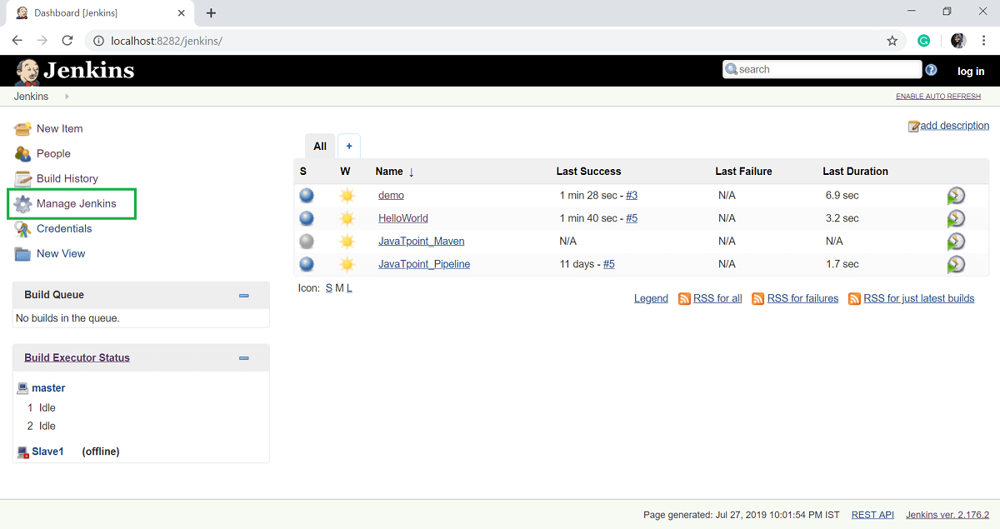 Dashboard [Jenkins]
localhost:8282/jenkins/
Jenkins
search
log in
Jenkins
ENABLE AUTO REFRESH
New Item
People
Build History
Manage Jenkins
Credentials
New View
add description
All +
S W Name ↓ Last Success Last Failure Last Duration
demo 1 min 28 sec - #3 N/A 6.9 sec
HelloWorld 1 min 40 sec - #5 N/A 3.2 sec
JavaTpoint_Maven N/A N/A N/A
JavaTpoint_Pipeline 11 days - #5 N/A 1.7 sec
Icon: S M L
Legend RSS for all RSS for failures RSS for just latest builds
Build Queue
No builds in the queue.
Build Executor Status
master
1 Idle
2 Idle
Slave1 (offline)
Page generated: Jul 27, 2019 10:01:54 PM IST REST API Jenkins ver. 2.176.2